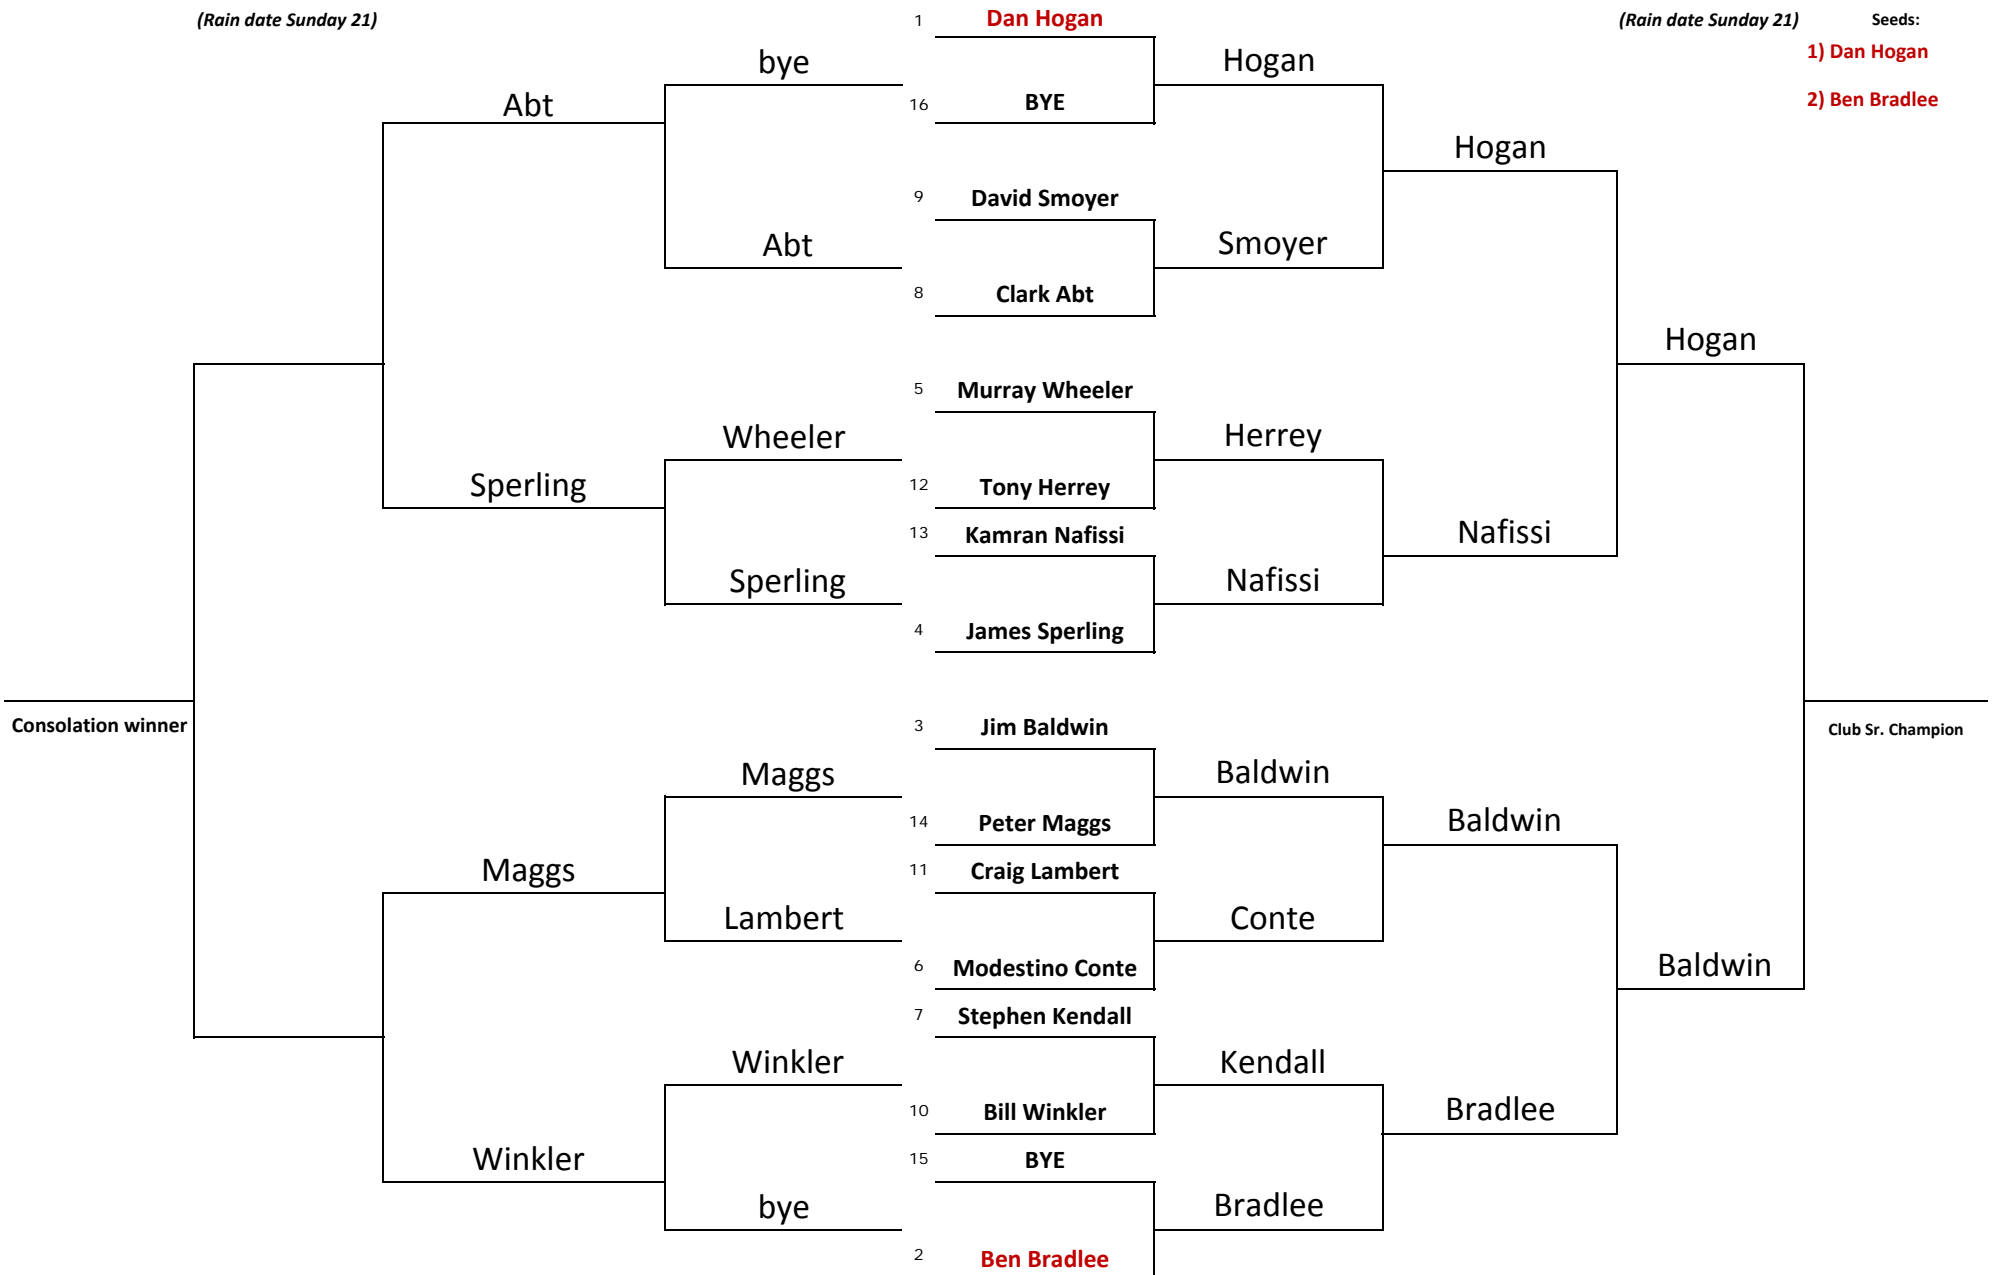 (Rain date Sunday 21)
1 Dan Hogan
(Rain date Sunday 21)
Seeds:
1) Dan Hogan
2) Ben Bradlee
bye
Hogan
Abt
16 BYE
Hogan
9 David Smoyer
Abt
Smoyer
8 Clark Abt
Hogan
5 Murray Wheeler
Wheeler
Herrey
Sperling
12 Tony Herrey
13 Kamran Nafissi
Nafissi
Sperling
Nafissi
4 James Sperling
Consolation winner
3 Jim Baldwin
Club Sr. Champion
Maggs
Baldwin
14 Peter Maggs
Baldwin
Maggs
11 Craig Lambert
Lambert
Conte
6 Modestino Conte
Baldwin
7 Stephen Kendall
Winkler
Kendall
10 Bill Winkler
Bradlee
Winkler
15 BYE
bye
Bradlee
2 Ben Bradlee